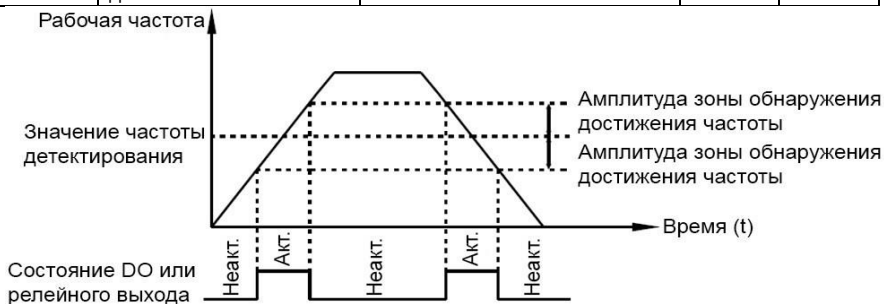 Рабочая частота
Амплитуда зоны обнаружения
достижения частоты
Значение частоты
детектирования
Амплитуда зоны обнаружения
достижения частоты
Время (t)
Неакт.
Акт.
Неакт.
Акт.
Неакт.
Состояние DO или
релейного выхода